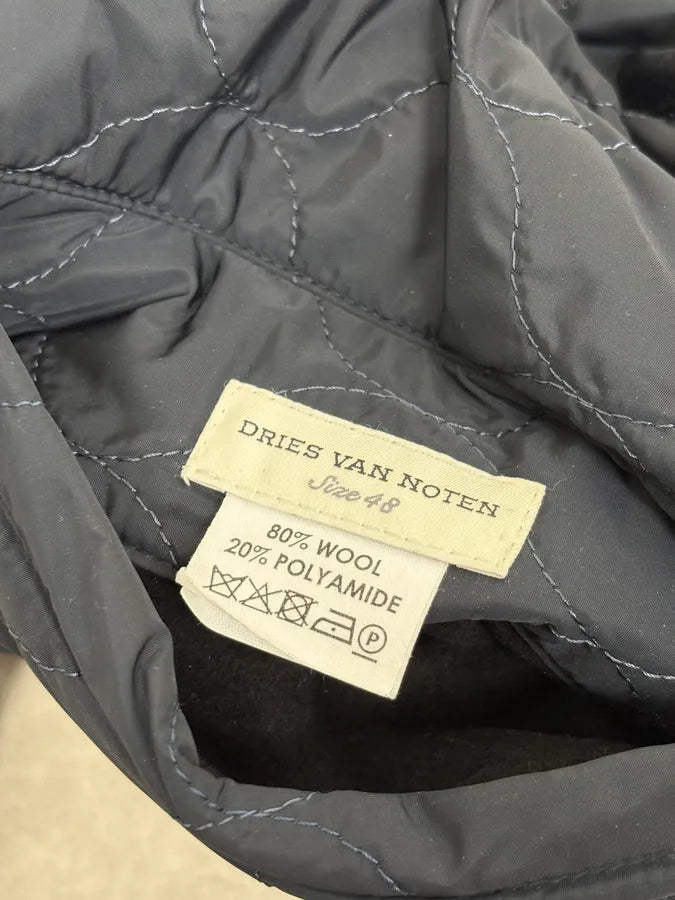 DRIES VAN NOTEN
Size 48
80% WOOL
20% POLYAMIDE
P